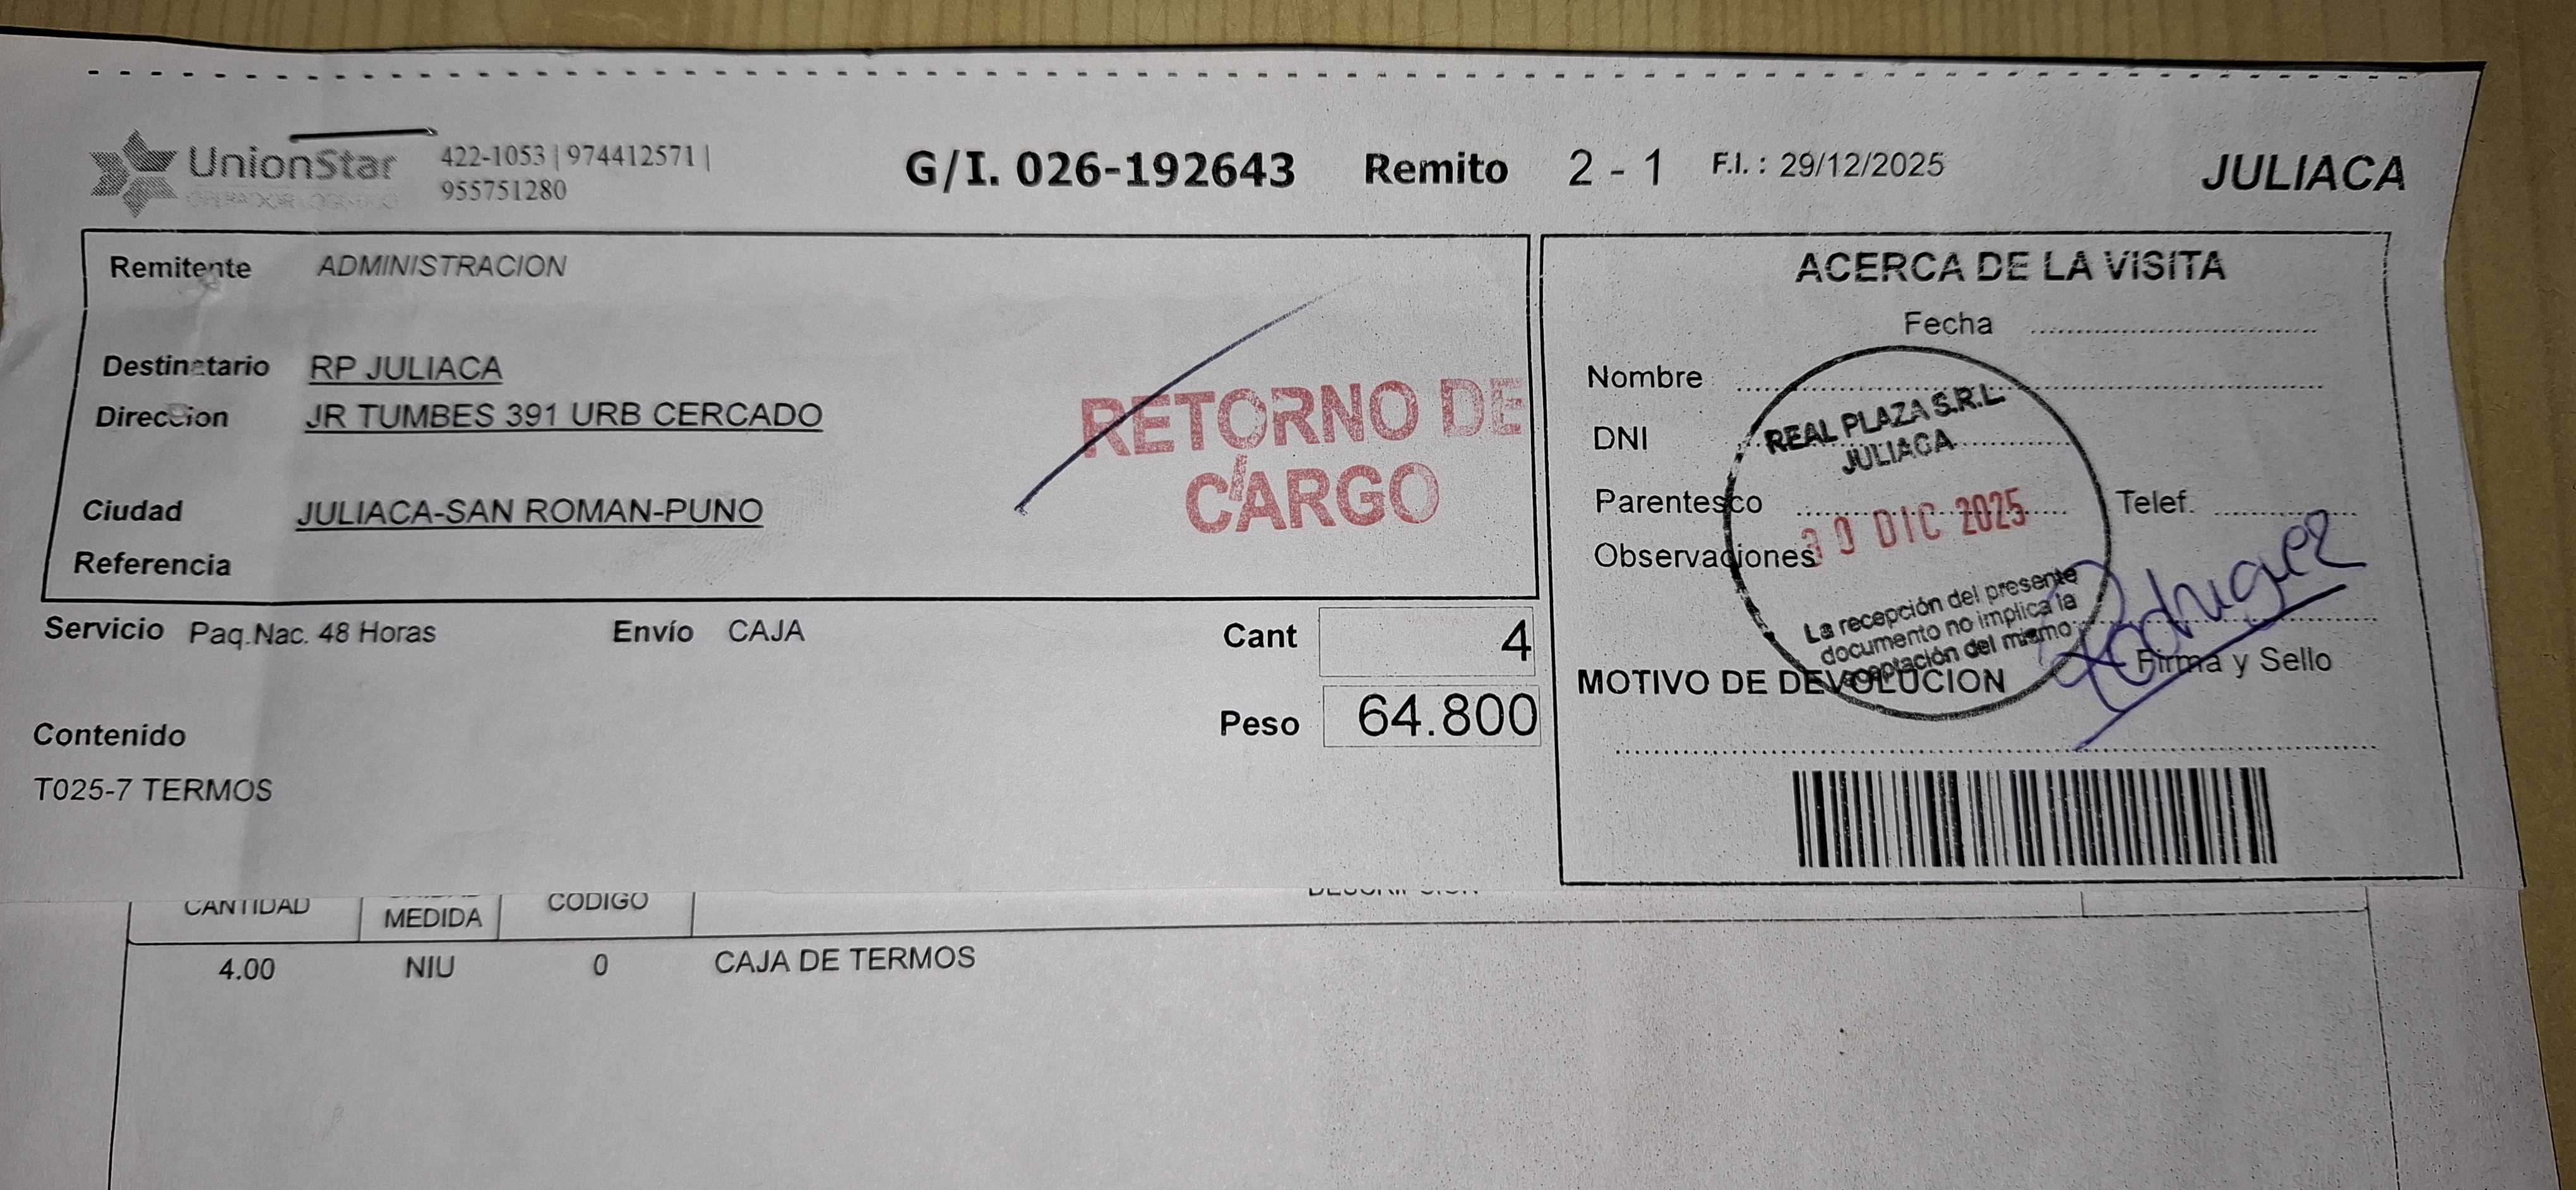 UnionStar
OPERADOR LOGISTICO
422-1053 | 974412571 |
955751280
G/I. 026-192643 Remito 2 - 1 F.I. : 29/12/2025 JULIACA
Remitente ADMINISTRACION
Destinatario RP JULIACA
Direccion JR TUMBES 391 URB CERCADO
Ciudad JULIACA-SAN ROMAN-PUNO
Referencia
RETORNO DE
CARGO
Servicio Paq.Nac. 48 Horas Envío CAJA
Cant 4
Peso 64.800
Contenido
T025-7 TERMOS
ACERCA DE LA VISITA
Fecha
Nombre
DNI
Parentesco Telef.
Observaciones
REAL PLAZA S.R.L.
JULIACA
30 DIC 2025
La recepción del presente
documento no implica la
aceptación del mismo
Rodriguez
Firma y Sello
MOTIVO DE DEVOLUCION
CANTIDAD MEDIDA CODIGO DESCRIPCION
4.00 NIU 0 CAJA DE TERMOS